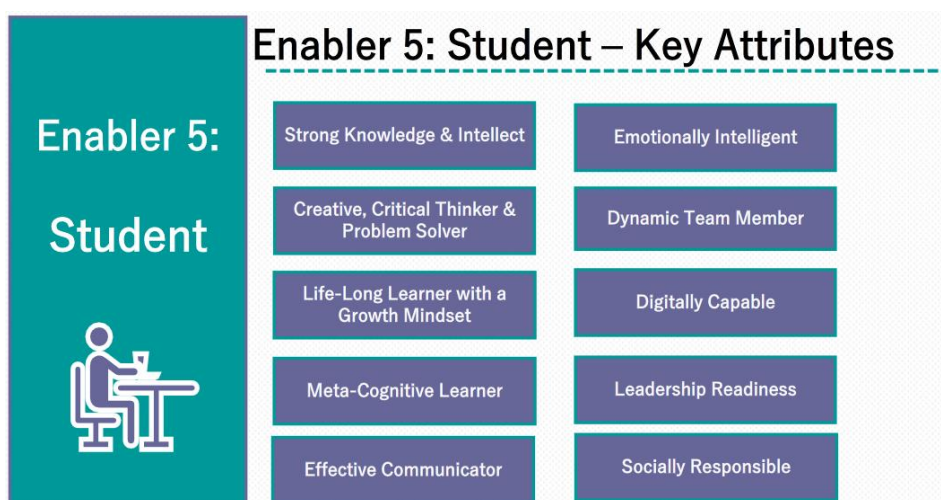 Enabler 5:
Student
Enabler 5: Student – Key Attributes
Strong Knowledge & Intellect
Creative, Critical Thinker &
Problem Solver
Life-Long Learner with a
Growth Mindset
Meta-Cognitive Learner
Effective Communicator
Emotionally Intelligent
Dynamic Team Member
Digitally Capable
Leadership Readiness
Socially Responsible